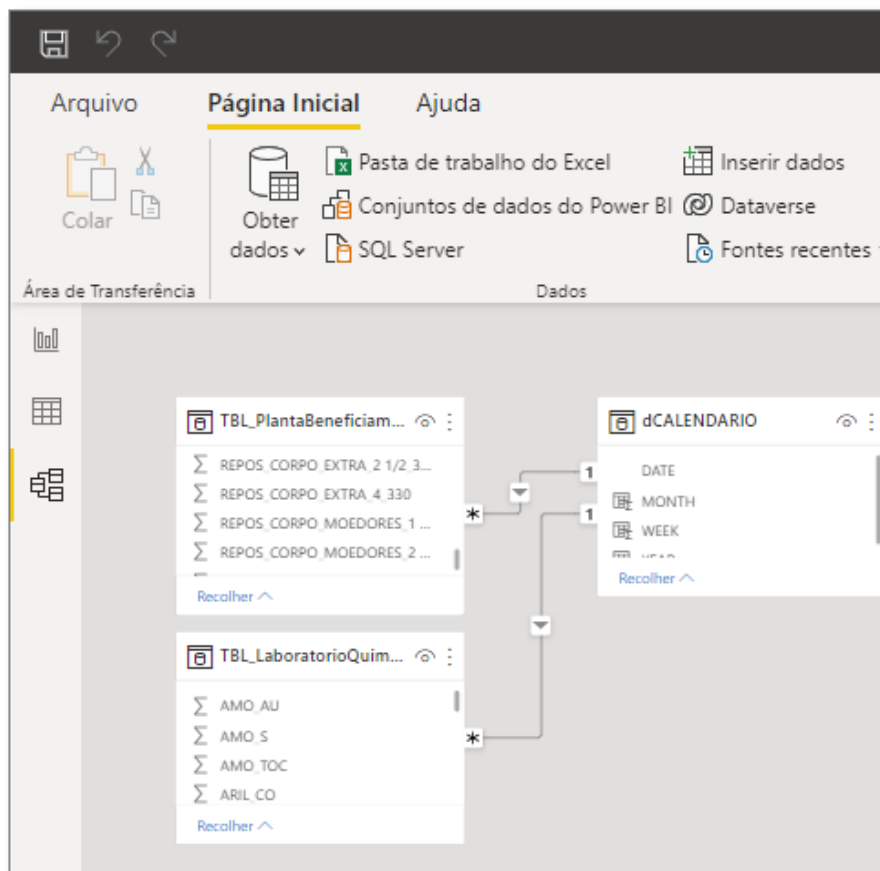 Arquivo Página Inicial Ajuda
Colar
Obter
dados
Pasta de trabalho do Excel
Conjuntos de dados do Power BI
SQL Server
Inserir dados
Dataverse
Fontes recentes
Área de Transferência
Dados
TBL_PlantaBeneficiam...
REPOS_CORPO_EXTRA_2 1/2_3...
REPOS_CORPO_EXTRA_4_330
REPOS_CORPO_MOEDORES_1 ...
REPOS_CORPO_MOEDORES_2 ...
Recolher
dCALENDARIO
DATE
MONTH
WEEK
YEAR
Recolher
1
1
*
*
TBL_LaboratorioQuim...
AMO_AU
AMO_S
AMO_TOC
ARIL_CO
Recolher